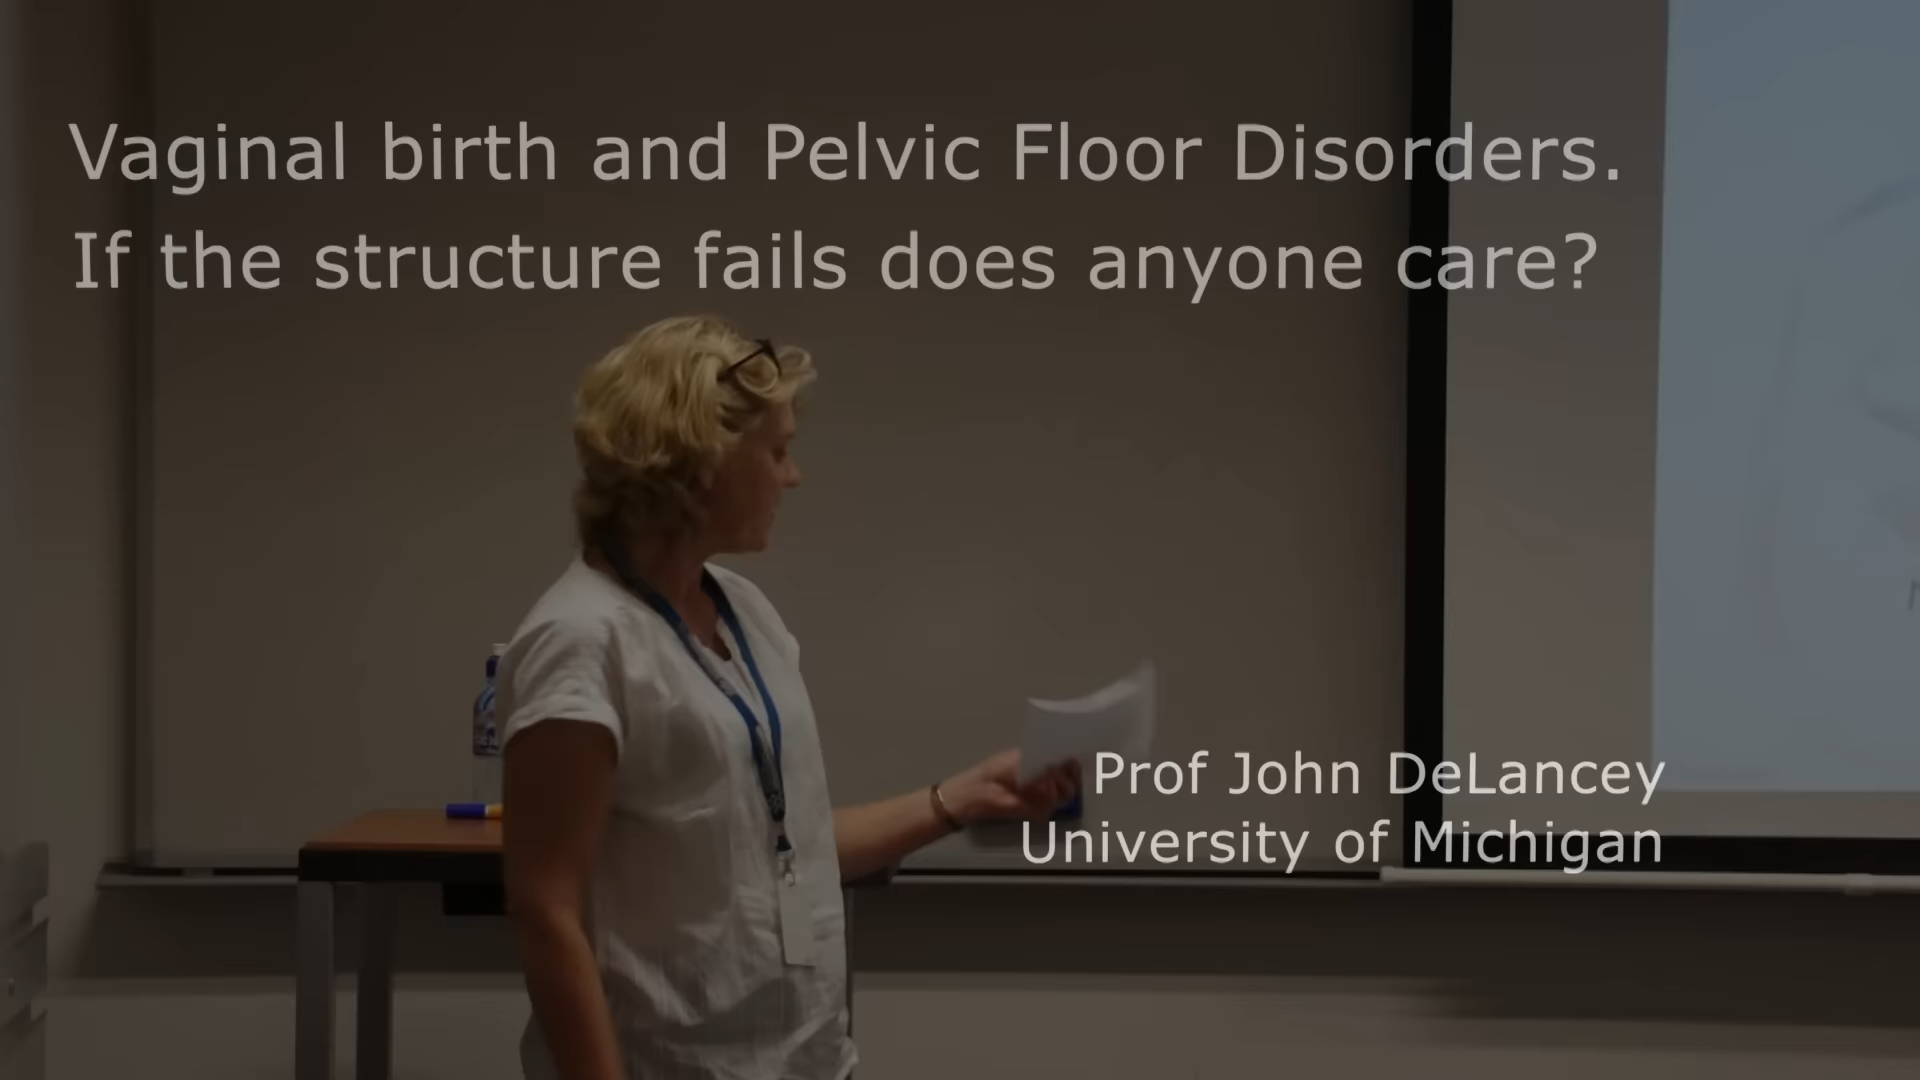 Vaginal birth and Pelvic Floor Disorders.
If the structure fails does anyone care?
Prof John DeLancey
University of Michigan